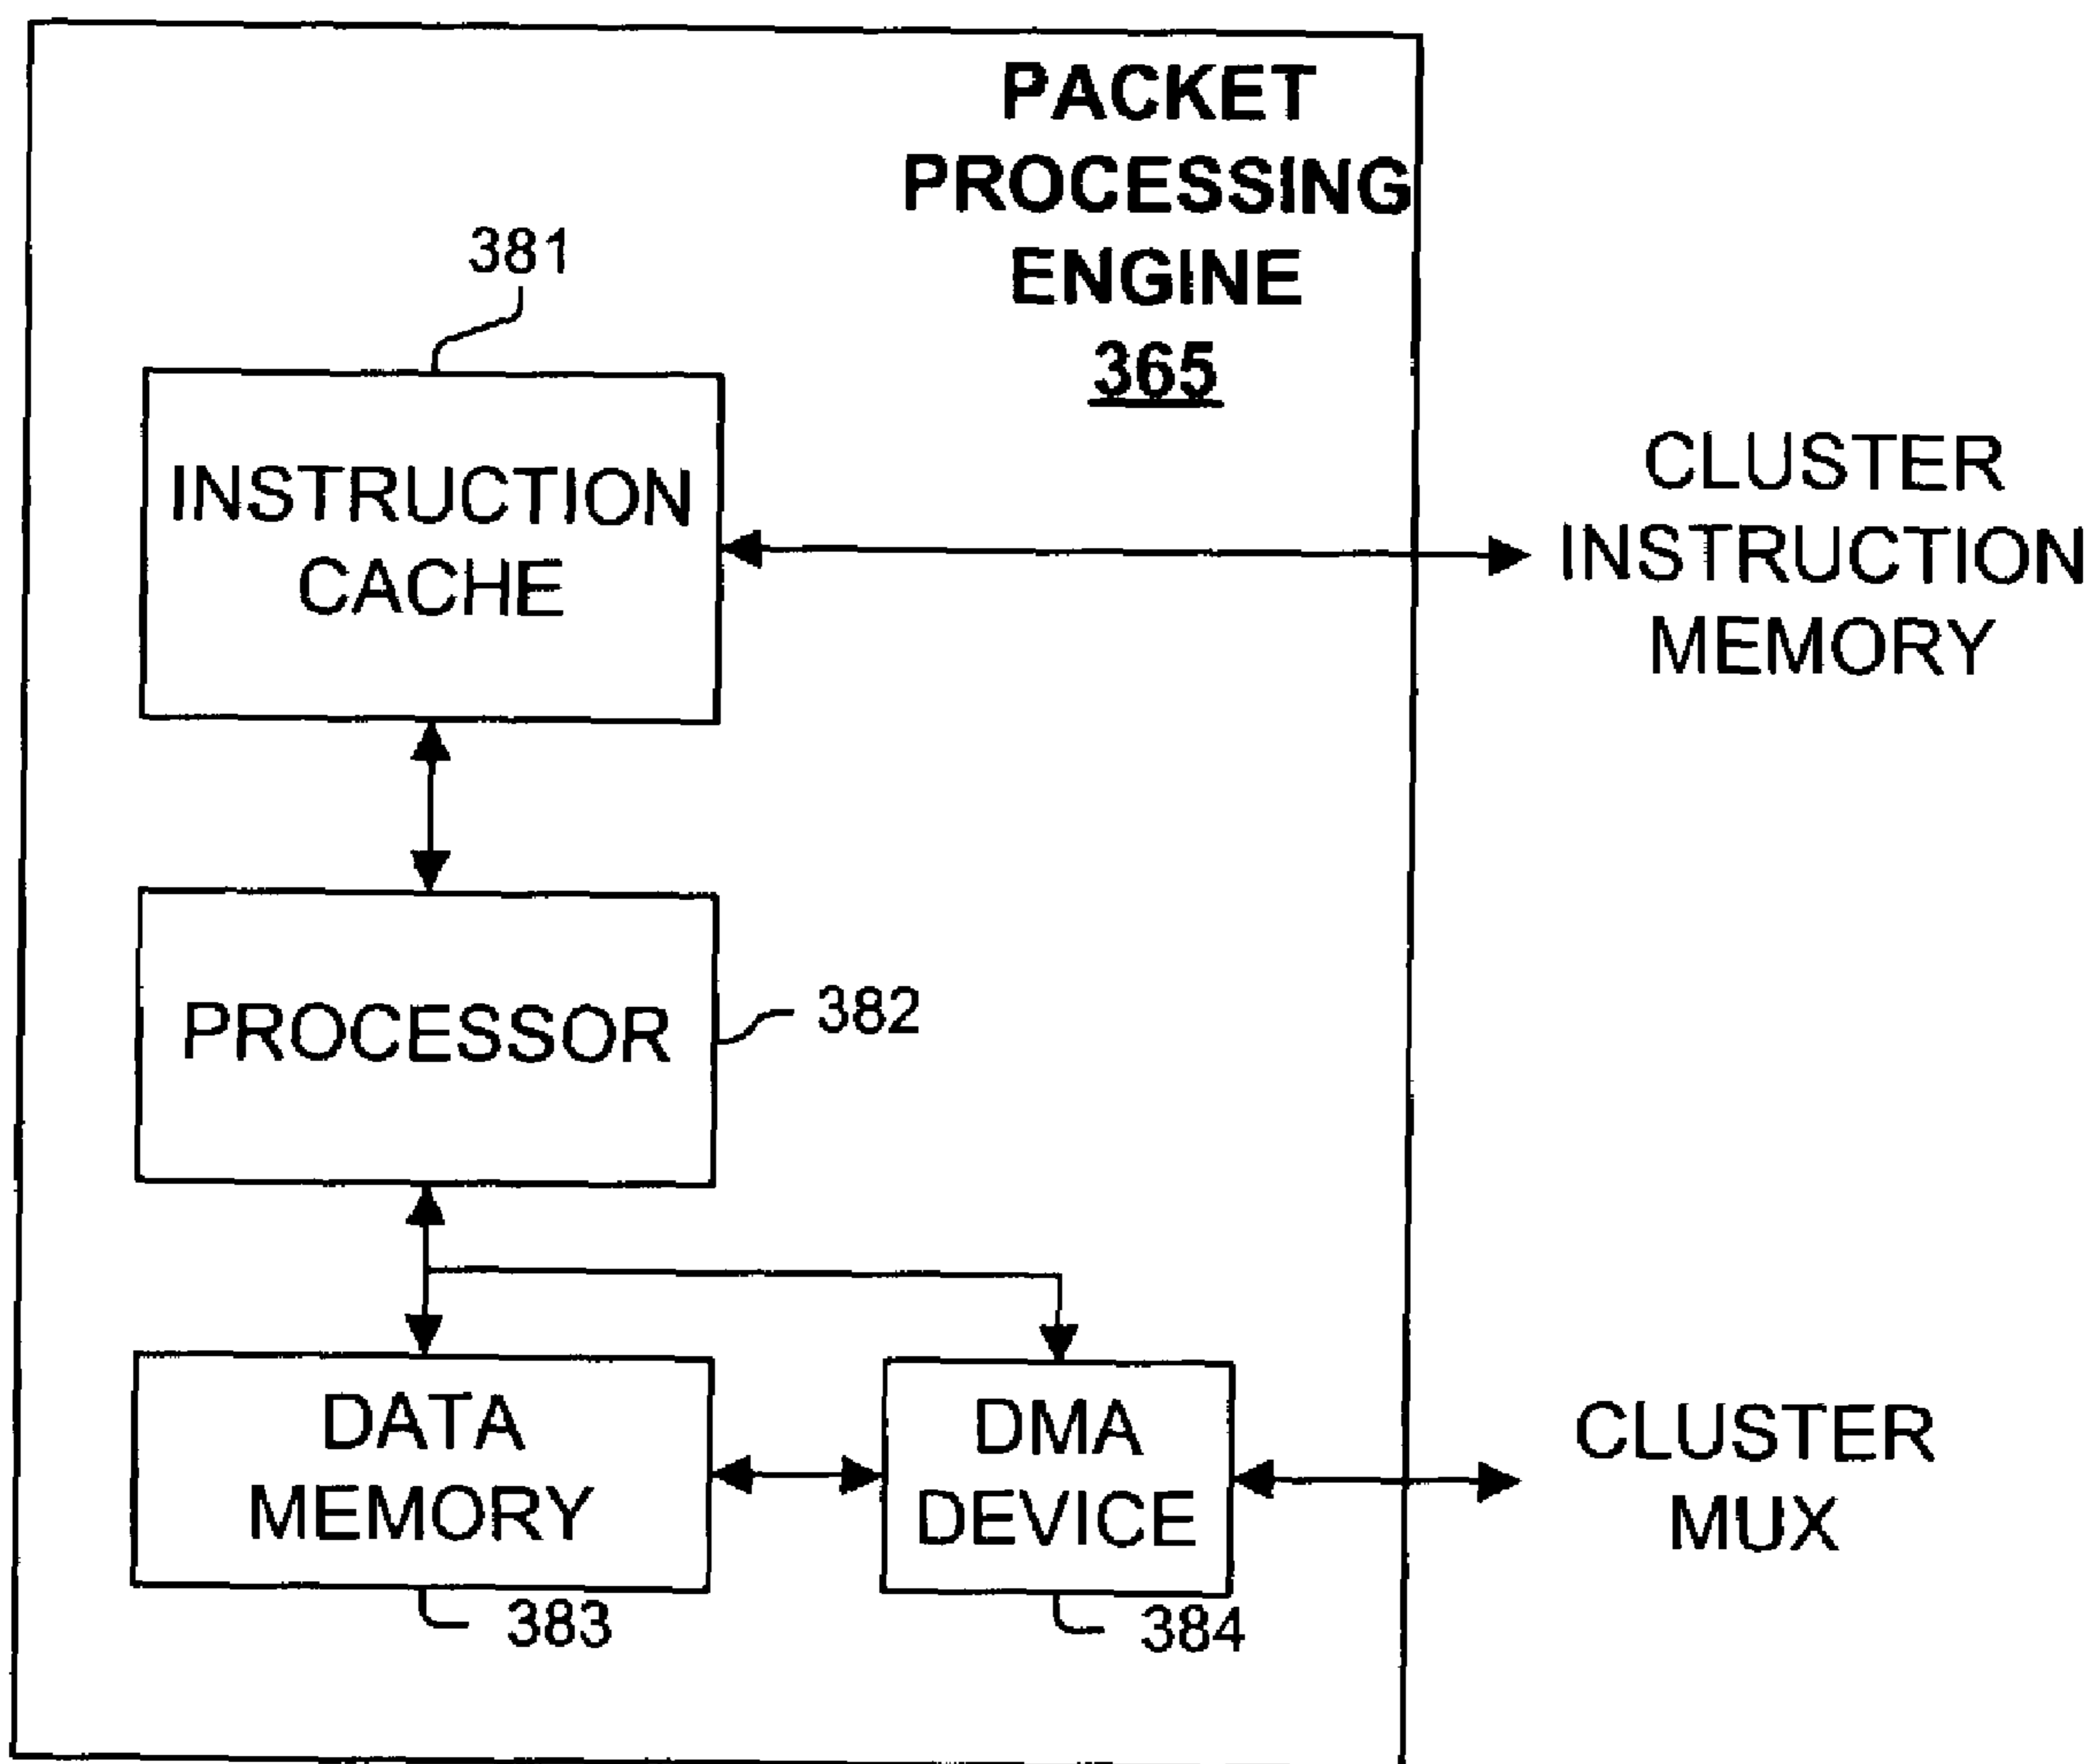 PACKET
PROCESSING
ENGINE
365
381
INSTRUCTION
CACHE
CLUSTER
INSTRUCTION
MEMORY
PROCESSOR
382
DATA
MEMORY
383
DMA
DEVICE
384
CLUSTER
MUX